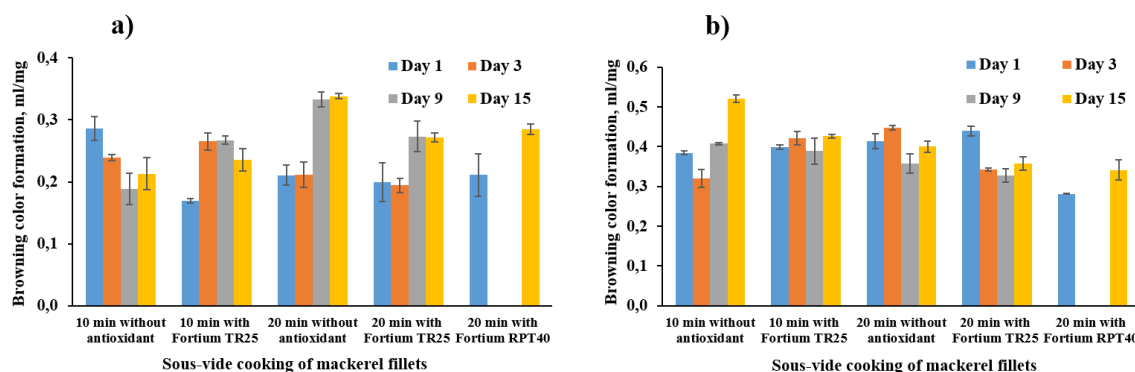 a)
Browning color formation, ml/mg
0,4
0,3
0,2
0,1
0,0
Day 1
Day 3
Day 9
Day 15
10 min without
antioxidant
10 min with
Fortium TR25
20 min without
antioxidant
20 min with
Fortium TR25
20 min with
Fortium RPT40
Sous-vide cooking of mackerel fillets
b)
Browning color formation, ml/mg
0,6
0,5
0,4
0,3
0,2
0,1
0,0
Day 1
Day 3
Day 9
Day 15
10 min without
antioxidant
10 min with
Fortium TR25
20 min without
antioxidant
20 min with
Fortium TR25
20 min with
Fortium RPT40
Sous-vide cooking of mackerel fillets